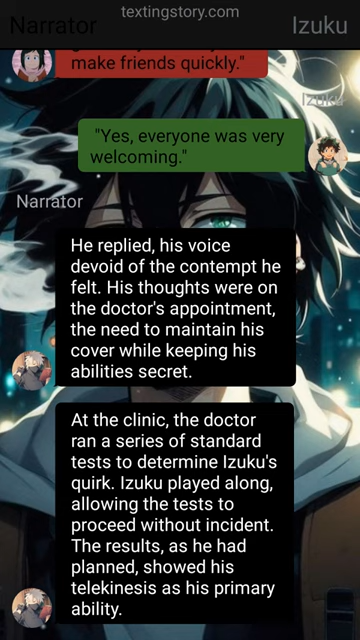 textingstory.com
Narrator
Izuku
make friends quickly."
Izuku
"Yes, everyone was very
welcoming."
Narrator
He replied, his voice
devoid of the contempt he
felt. His thoughts were on
the doctor's appointment,
the need to maintain his
cover while keeping his
abilities secret.
At the clinic, the doctor
ran a series of standard
tests to determine Izuku's
quirk. Izuku played along,
allowing the tests to
proceed without incident.
The results, as he had
planned, showed his
telekinesis as his primary
ability.